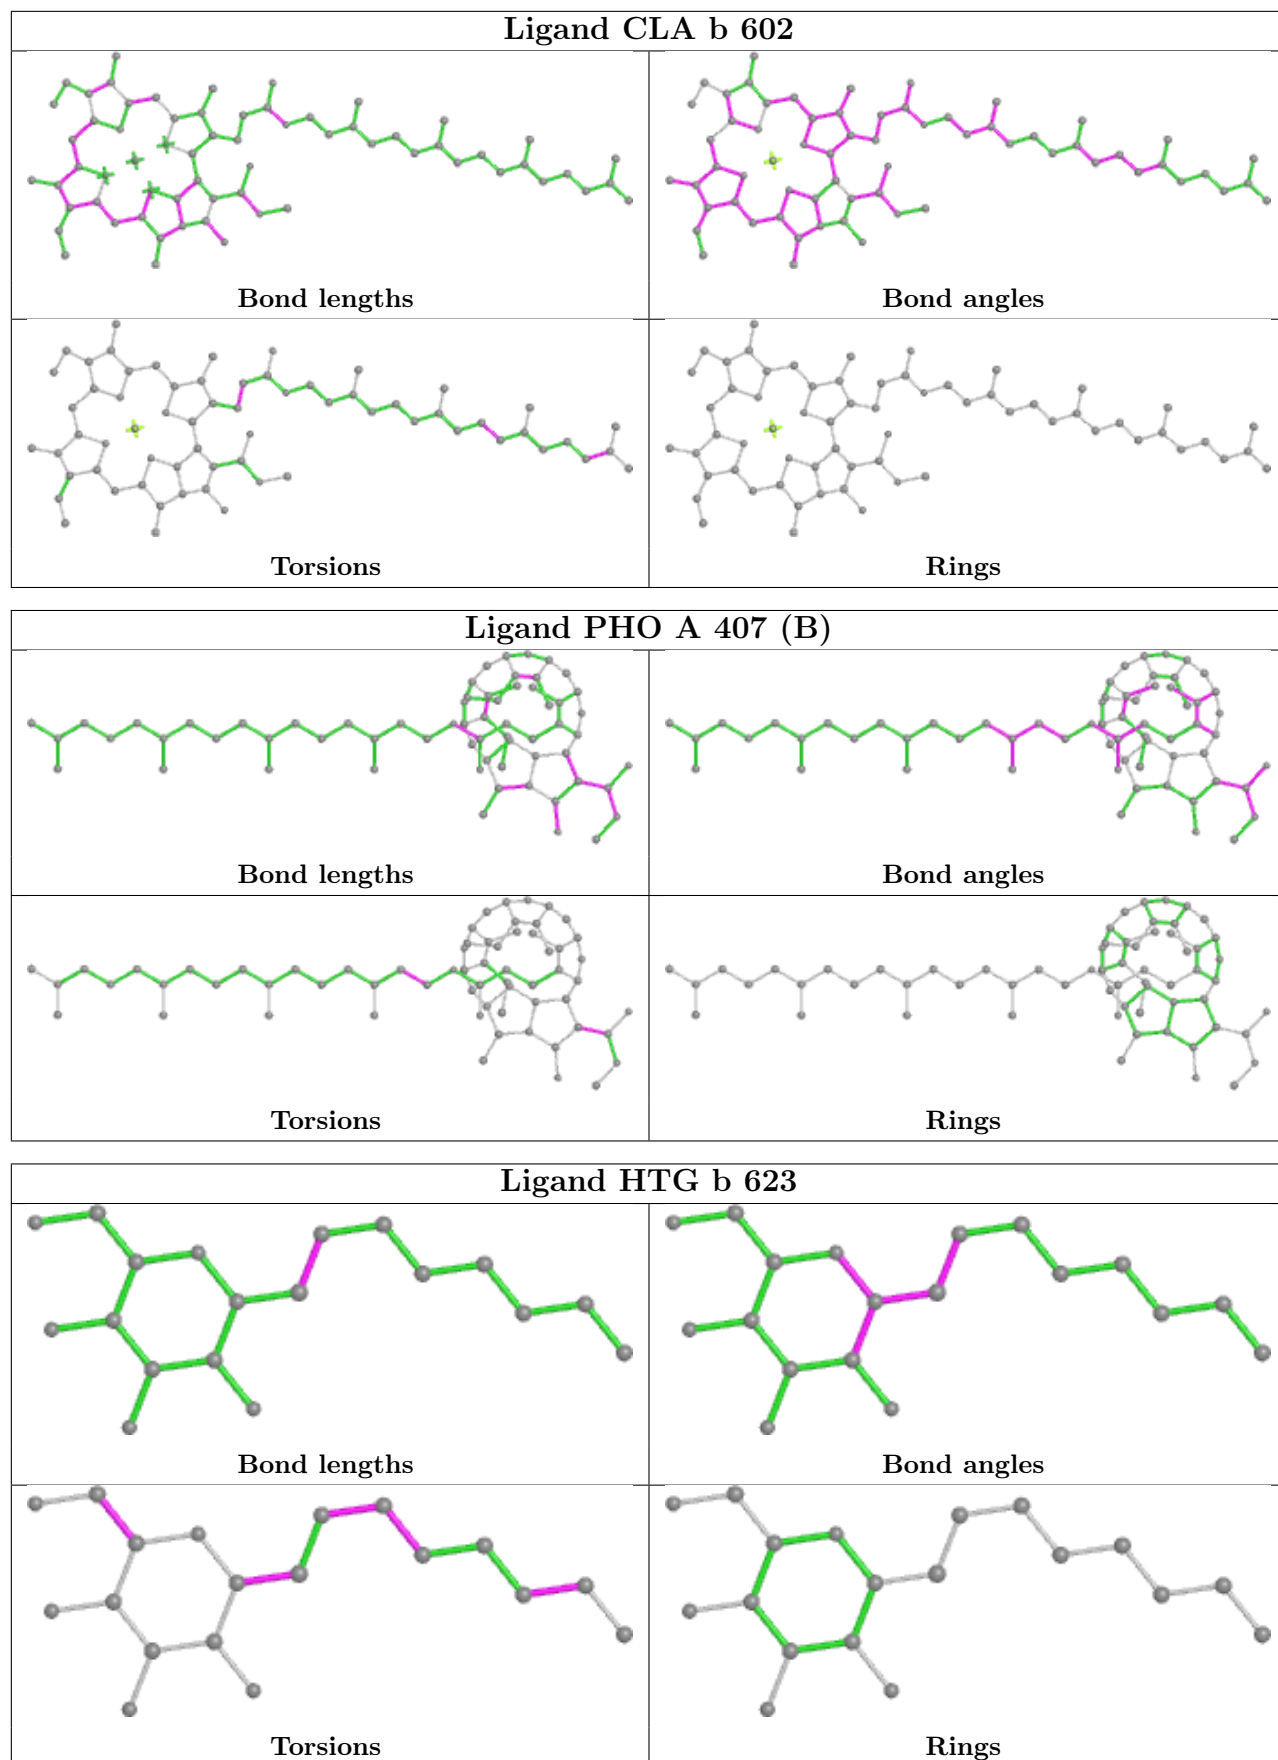 Ligand CLA b 602
Bond lengths
Bond angles
Torsions
Rings
Ligand PHO A 407 (B)
Bond lengths
Bond angles
Torsions
Rings
Ligand HTG b 623
Bond lengths
Bond angles
Torsions
Rings